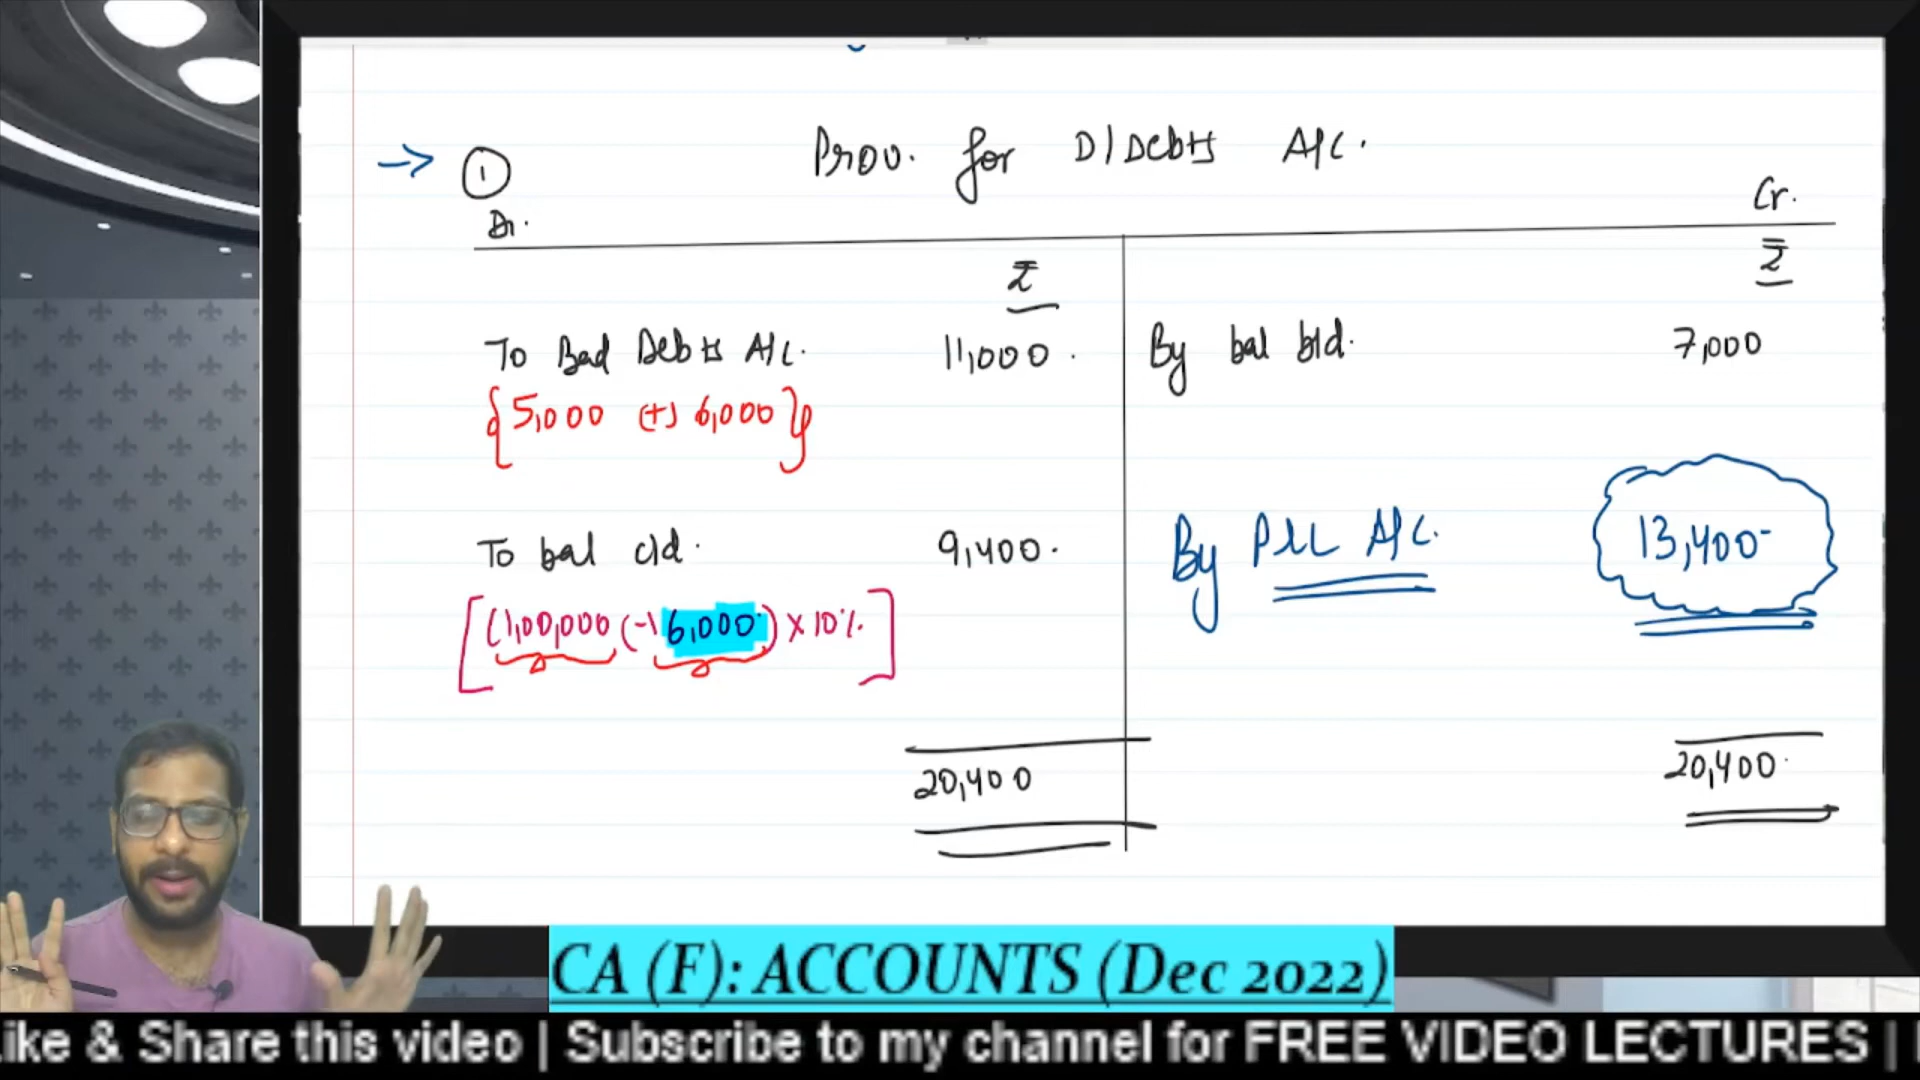 → ① Prov. for D/Debts A/c.
Dr. Cr.
₹ ₹
To Bad Debts A/c. 11,000. By bal b/d. 7,000
{5,000 (+) 6,000}
To bal c/d. 9,400. By P&L A/c. 13,400
[(1,00,000 (-) 6,000) x 10%]
20,400 20,400
CA (F): ACCOUNTS (Dec 2022)
ike & Share this video | Subscribe to my channel for FREE VIDEO LECTURES |